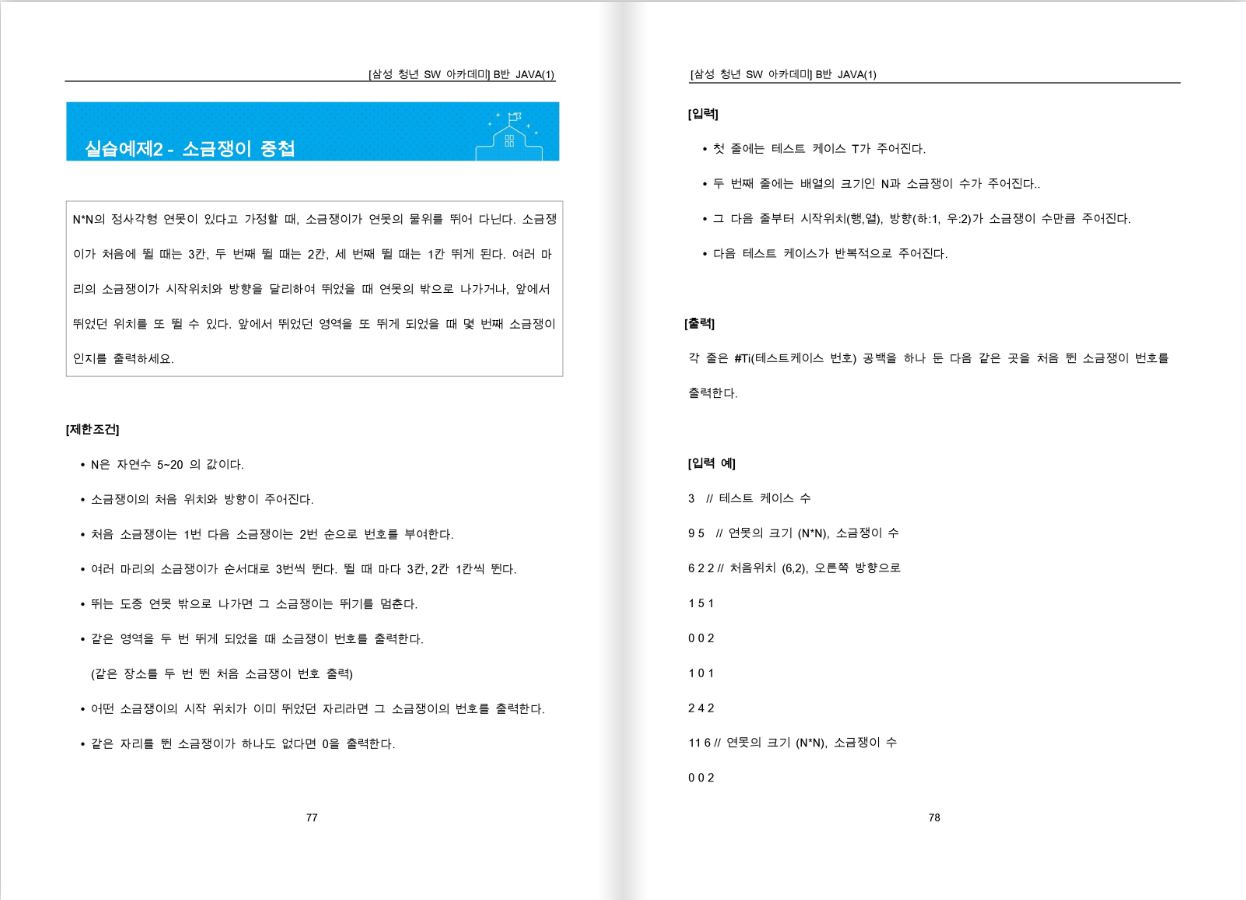 [삼성 청년 SW 아카데미] B반 JAVA(1)
실습예제2 - 소금쟁이 중첩
N*N의 정사각형 연못이 있다고 가정할 때, 소금쟁이가 연못의 물위를 뛰어 다닌다. 소금쟁
이가 처음에 뛸 때는 3칸, 두 번째 뛸 때는 2칸, 세 번째 뛸 때는 1칸 뛰게 된다. 여러 마
리의 소금쟁이가 시작위치와 방향을 달리하여 뛰었을 때 연못의 밖으로 나가거나, 앞에서
뛰었던 위치를 또 뛸 수 있다. 앞에서 뛰었던 영역을 또 뛰게 되었을 때 몇 번째 소금쟁이
인지를 출력하세요.
[제한조건]
• N은 자연수 5~20 의 값이다.
• 소금쟁이의 처음 위치와 방향이 주어진다.
• 처음 소금쟁이는 1번 다음 소금쟁이는 2번 순으로 번호를 부여한다.
• 여러 마리의 소금쟁이가 순서대로 3번씩 뛴다. 뛸 때 마다 3칸, 2칸 1칸씩 뛴다.
• 뛰는 도중 연못 밖으로 나가면 그 소금쟁이는 뛰기를 멈춘다.
• 같은 영역을 두 번 뛰게 되었을 때 소금쟁이 번호를 출력한다.
(같은 장소를 두 번 뛴 처음 소금쟁이 번호 출력)
• 어떤 소금쟁이의 시작 위치가 이미 뛰었던 자리라면 그 소금쟁이의 번호를 출력한다.
• 같은 자리를 뛴 소금쟁이가 하나도 없다면 0을 출력한다.
77
[삼성 청년 SW 아카데미] B반 JAVA(1)
[입력]
• 첫 줄에는 테스트 케이스 T가 주어진다.
• 두 번째 줄에는 배열의 크기인 N과 소금쟁이 수가 주어진다..
• 그 다음 줄부터 시작위치(행,열), 방향(하:1, 우:2)가 소금쟁이 수만큼 주어진다.
• 다음 테스트 케이스가 반복적으로 주어진다.
[출력]
각 줄은 #Ti(테스트케이스 번호) 공백을 하나 둔 다음 같은 곳을 처음 뛴 소금쟁이 번호를
출력한다.
[입력 예]
3 // 테스트 케이스 수
9 5 // 연못의 크기 (N*N), 소금쟁이 수
6 2 2 // 처음위치 (6,2), 오른쪽 방향으로
1 5 1
0 0 2
1 0 1
2 4 2
11 6 // 연못의 크기 (N*N), 소금쟁이 수
0 0 2
78